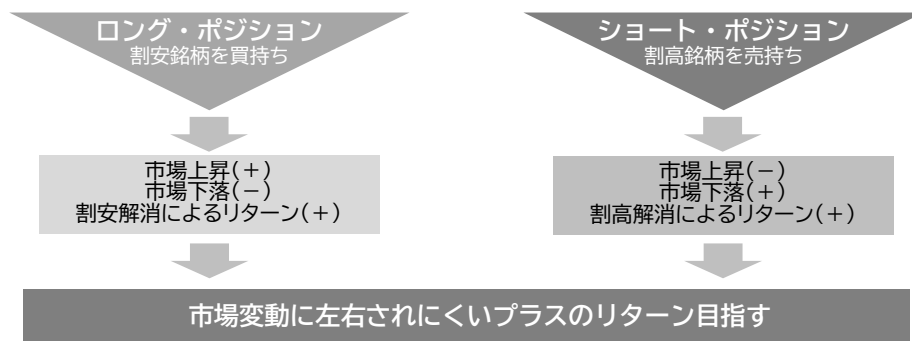 ロング・ポジション
割安銘柄を買持ち
市場上昇(+)
市場下落(-)
割安解消によるリターン(+)
ショート・ポジション
割高銘柄を売持ち
市場上昇(-)
市場下落(+)
割高解消によるリターン(+)
市場変動に左右されにくいプラスのリターン目指す